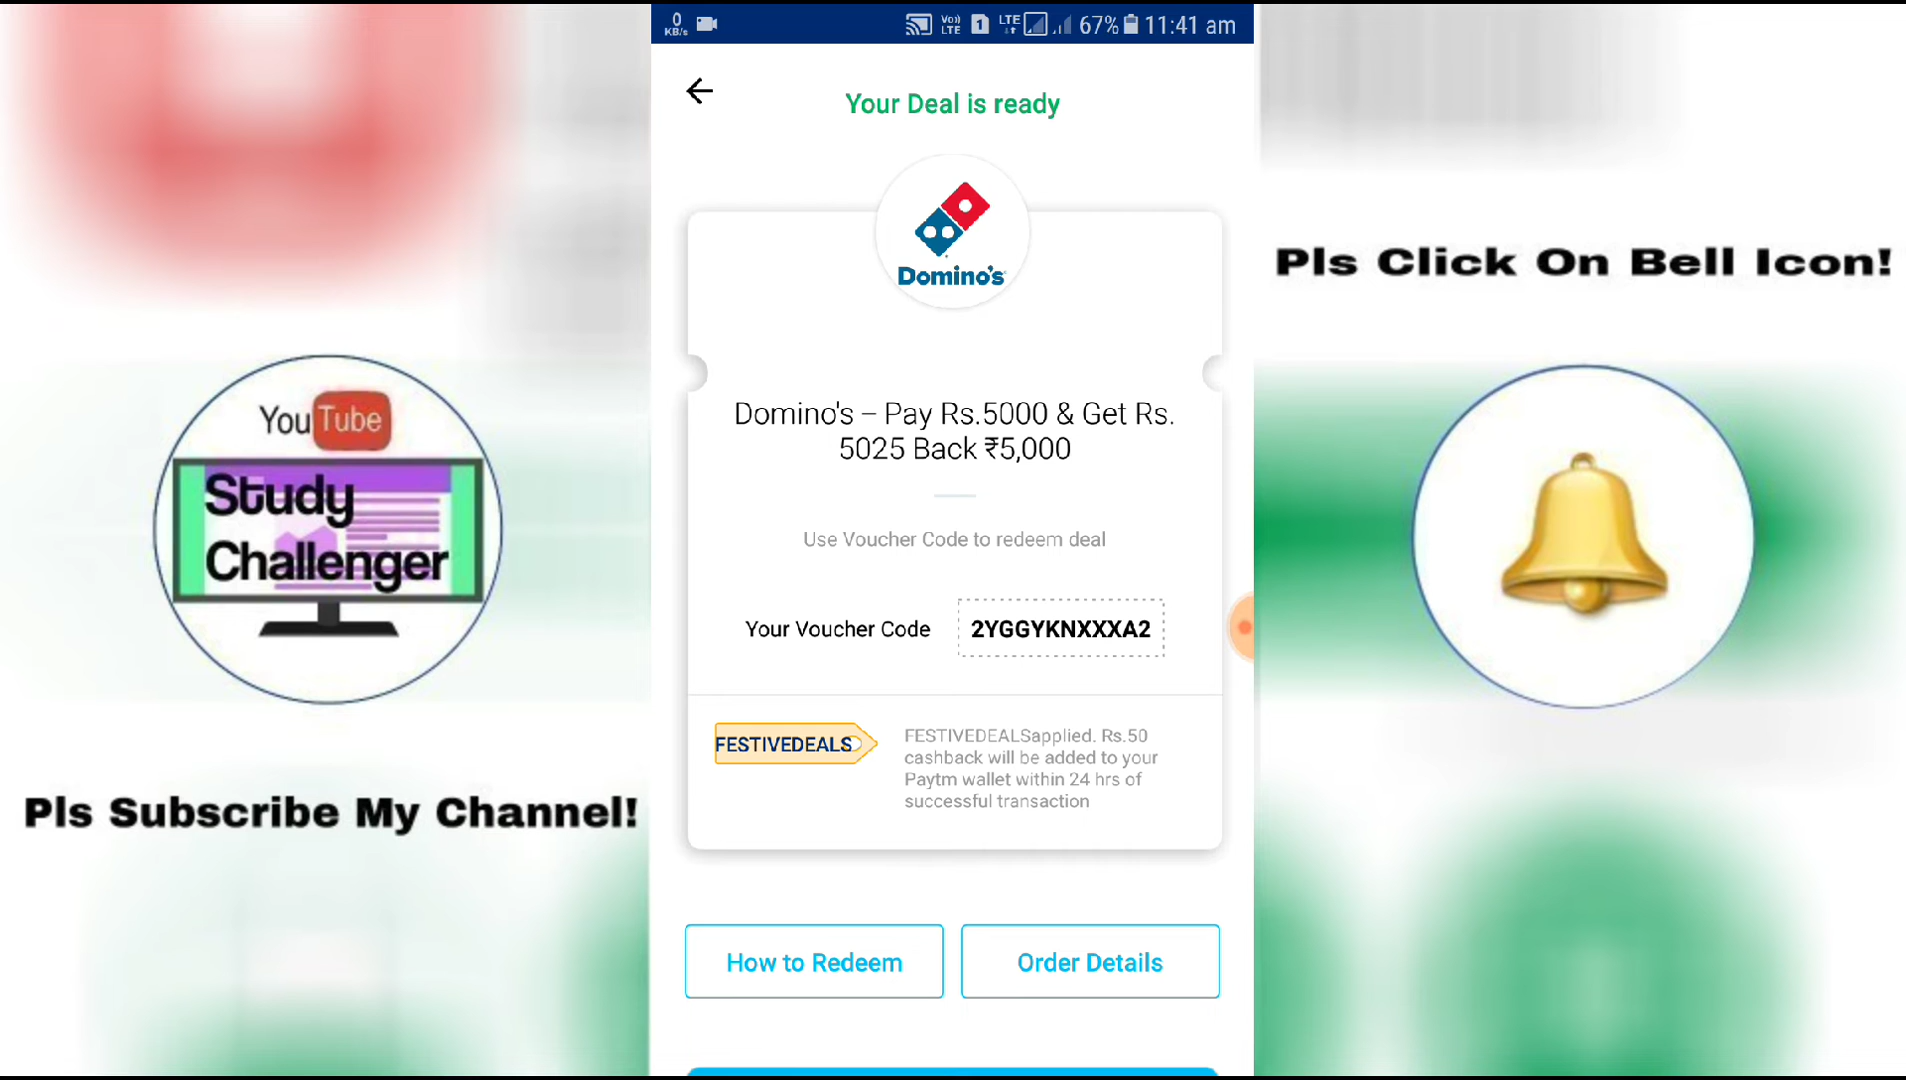 0
KB/s
Vo))
LTE
1
LTE
67%
11:41 am
Your Deal is ready
Domino's
Pls Click On Bell Icon!
Domino's – Pay Rs.5000 & Get Rs.
5025 Back ₹5,000
YouTube
Study
Challenger
Use Voucher Code to redeem deal
Your Voucher Code 2YGGYKNXXXA2
FESTIVEDEALS
FESTIVEDEALSapplied. Rs.50
cashback will be added to your
Paytm wallet within 24 hrs of
successful transaction
Pls Subscribe My Channel!
How to Redeem
Order Details